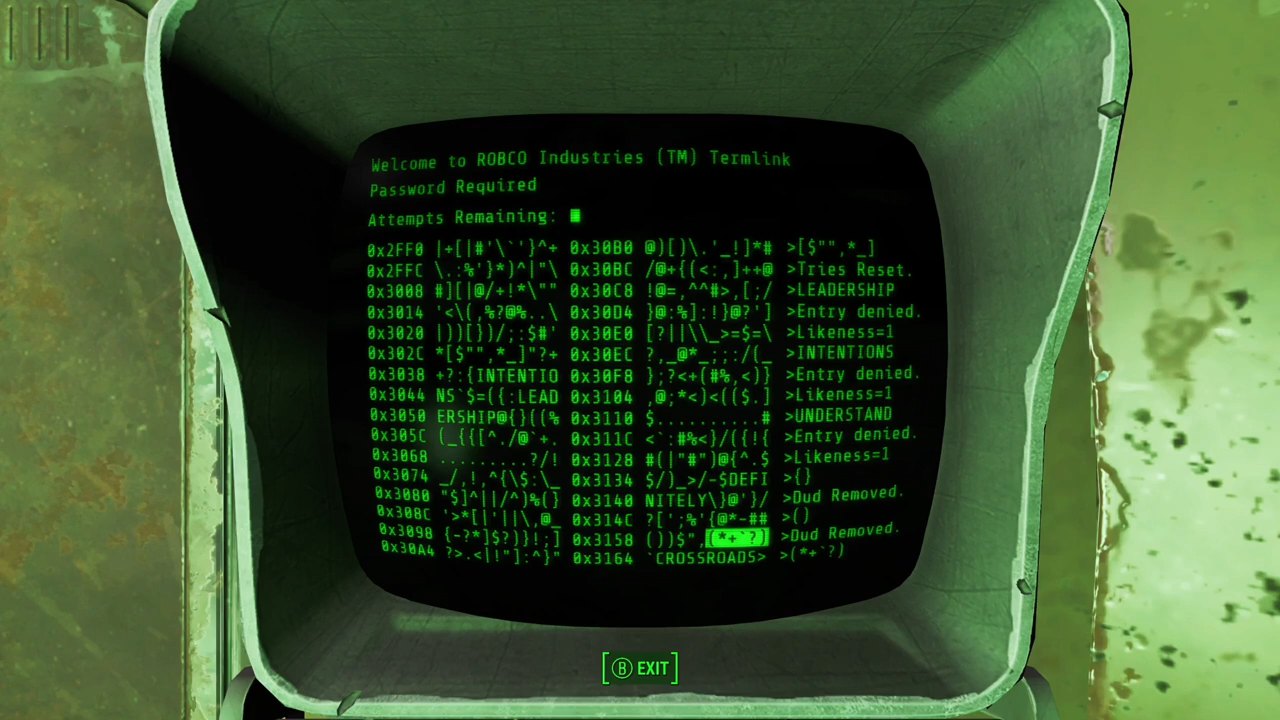 Welcome to ROBCO Industries (TM) Termlink
Password Required
Attempts Remaining: ■
0x2FF0 |+[|#'\`'}^+ 0x30B0 @)[)\.'_!]*# >[$"",*_]
0x2FFC \.:%'}*)^|"\ 0x30BC /@+{(<:,]++@ >Tries Reset.
0x3008 #][|@/+!*\"" 0x30C8 !@=,^^#>,[;/ >LEADERSHIP
0x3014 '<\(,%?@%..\ 0x30D4 }@:%]:!}@?'] >Entry denied.
0x3020 |))[})/;:$#' 0x30E0 [?||\\_>=$=\ >Likeness=1
0x302C *[$"",*_]"?+ 0x30EC ?,_@*_;;:/(_ >INTENTIONS
0x3038 +?:{INTENTIO 0x30F8 };?<+(#%,<)} >Entry denied.
0x3044 NS`$=({:LEAD 0x3104 ,@;*<)<(($.] >Likeness=1
0x3050 ERSHIP@{}((% 0x3110 $..........# >UNDERSTAND
0x305C (_{{[^./@`+. 0x311C <`:#%<}/({!{ >Entry denied.
0x3068 .........?/! 0x3128 #(|"#")@{^.$ >Likeness=1
0x3074 _/,!,^{\$:\_ 0x3134 $/)_>/-$DEFI >{}
0x3080 "$]^||/^)%(} 0x3140 NITELY\}@'}/ >Dud Removed.
0x308C '>*[|'||\,@_ 0x314C ?[';%'{@*-## >()
0x3098 {-?*]$?)}!;] 0x3158 ())$",(*+`?) >Dud Removed.
0x30A4 ?>.<|!"]:^}" 0x3164 `CROSSROADS> >(*+`?)
[Ⓑ EXIT]